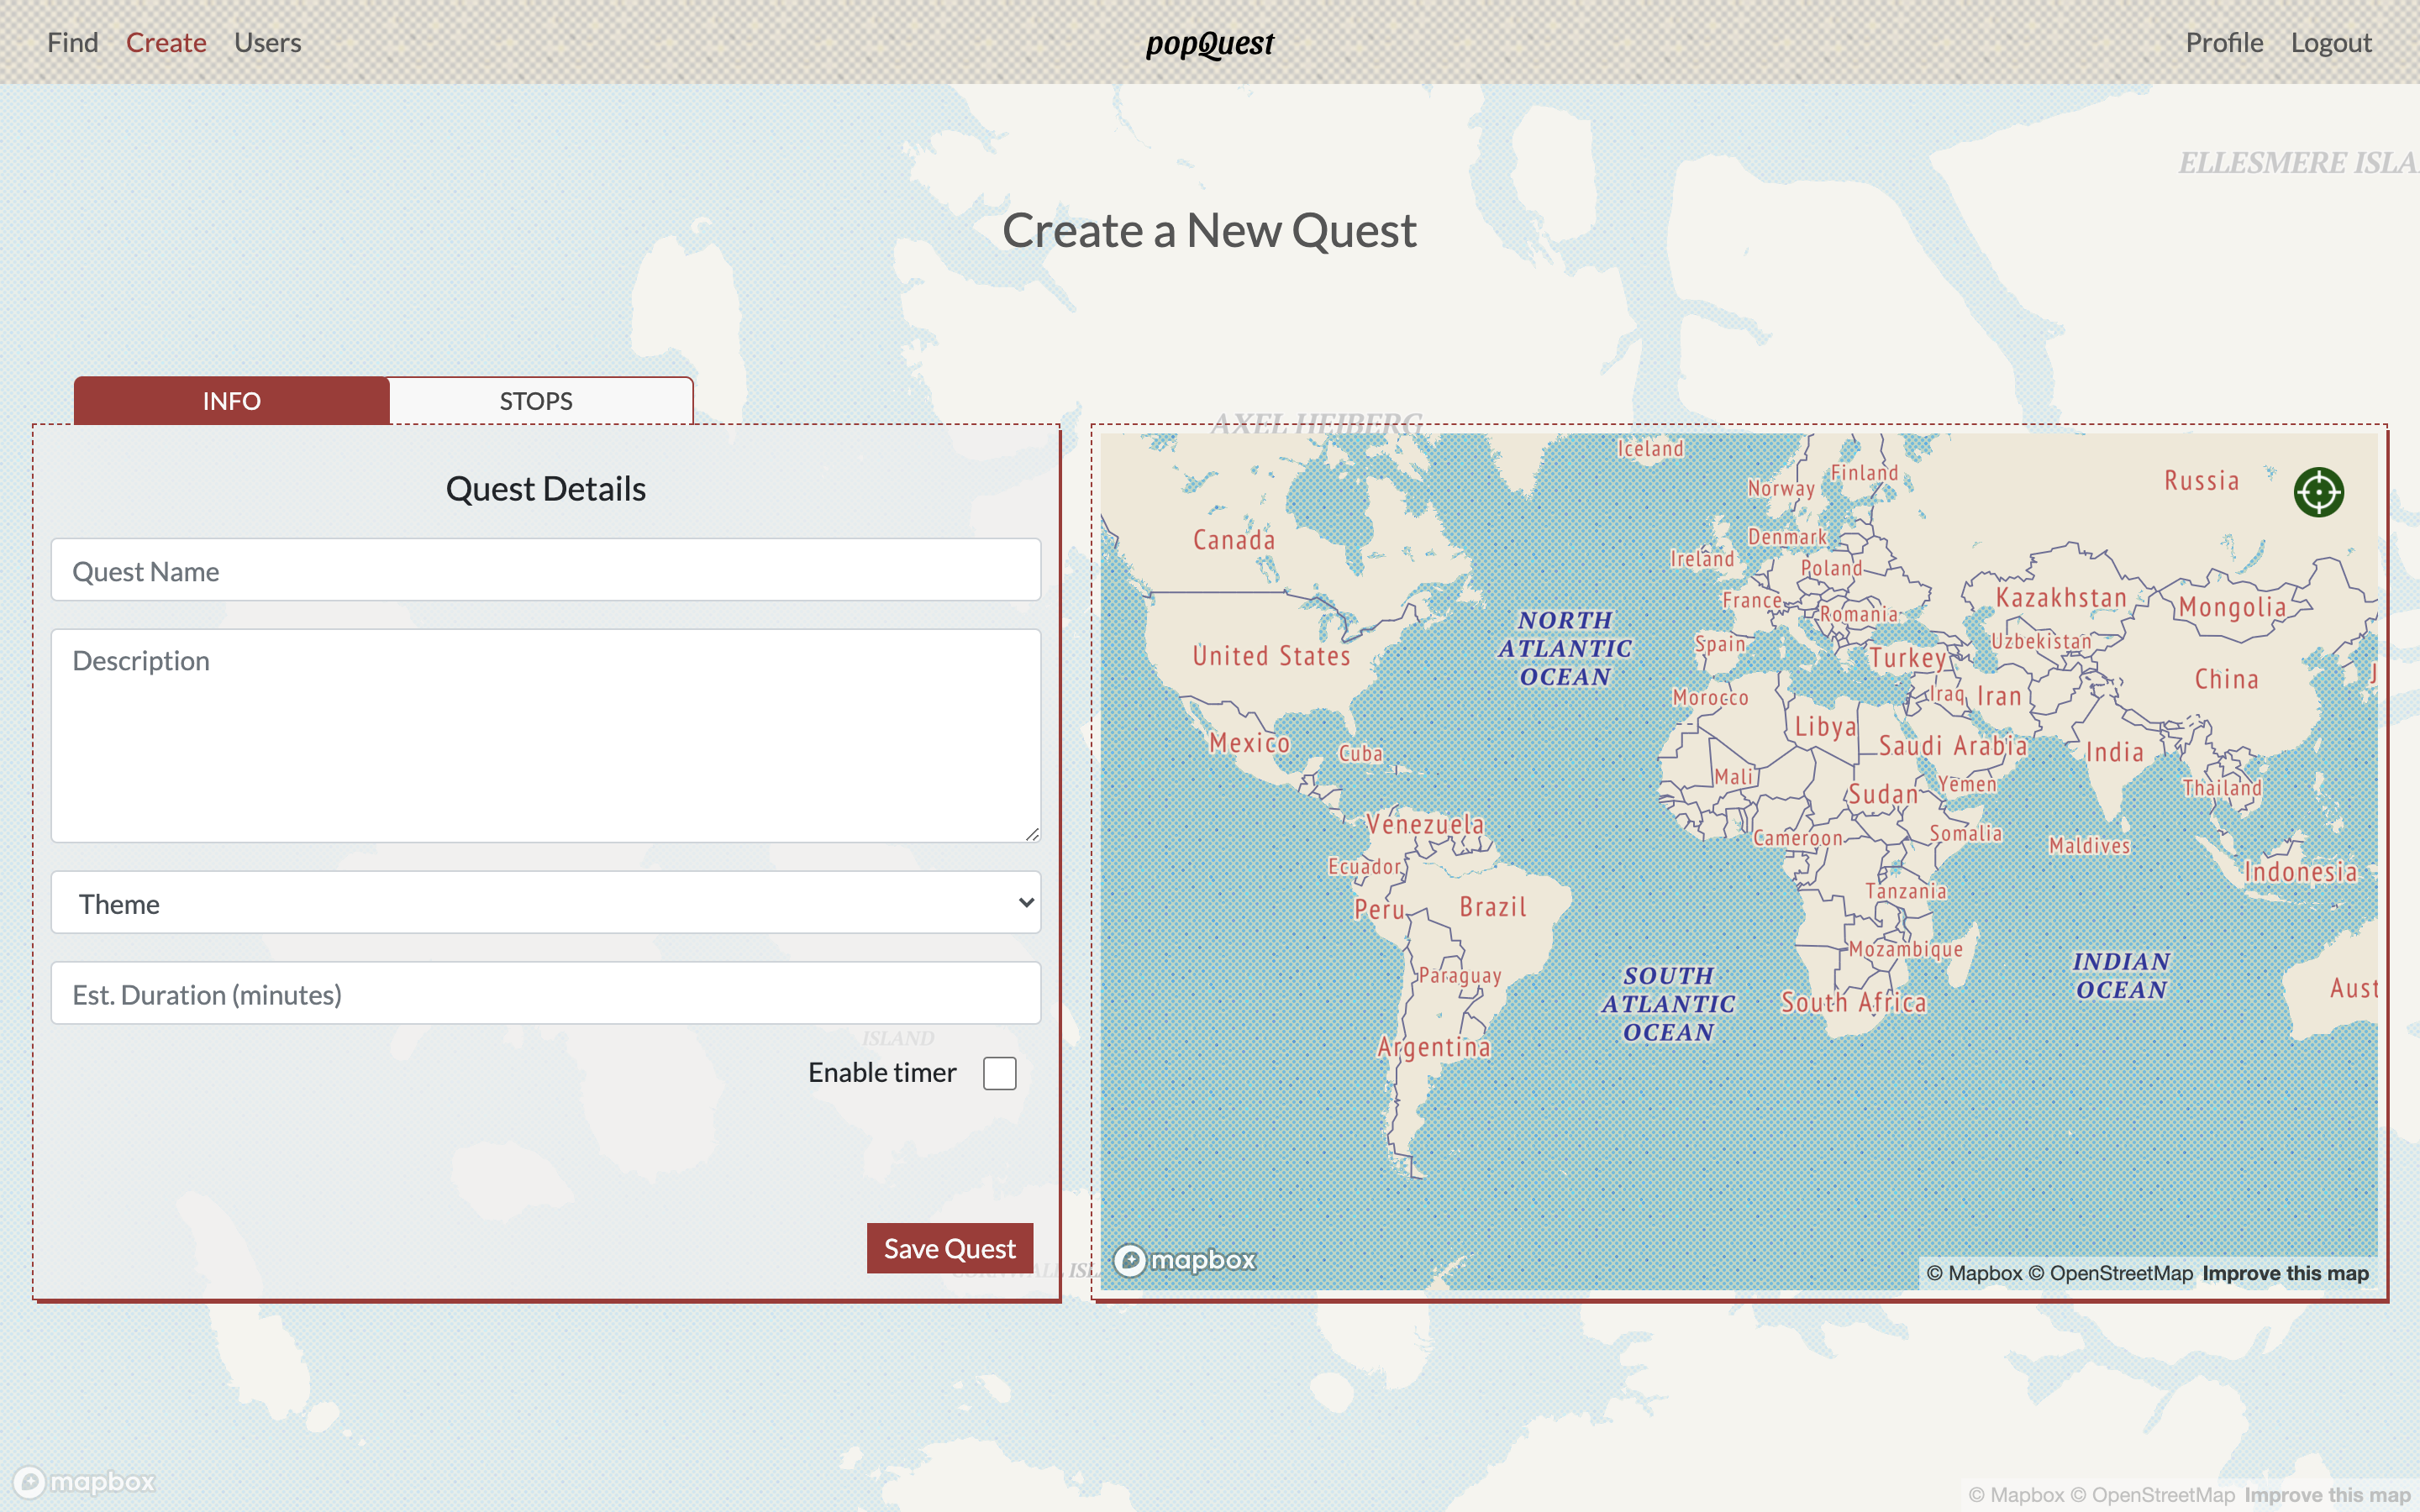 Find Create Users
popQuest
Profile Logout
ELLESMERE ISLA
Create a New Quest
AXEL HEIBERG
INFO
STOPS
Quest Details
Quest Name
Description
Theme
Est. Duration (minutes)
ISLAND
Enable timer
Save Quest
Iceland
Finland
Russia
Norway
Canada
Denmark
Ireland
Poland
France
Kazakhstan
Mongolia
Romania
NORTH
ATLANTIC
OCEAN
Spain
Uzbekistan
United States
Turkey
China
J
Morocco
Iraq
Iran
Libya
Mexico
Cuba
Saudi Arabia
India
Mali
Yemen
Thailand
Sudan
Venezuela
Cameroon
Somalia
Maldives
Ecuador
Indonesia
Tanzania
Peru
Brazil
Mozambique
Paraguay
SOUTH
ATLANTIC
OCEAN
INDIAN
OCEAN
South Africa
Aust
Argentina
mapbox
© Mapbox © OpenStreetMap Improve this map
mapbox
© Mapbox © OpenStreetMap Improve this map